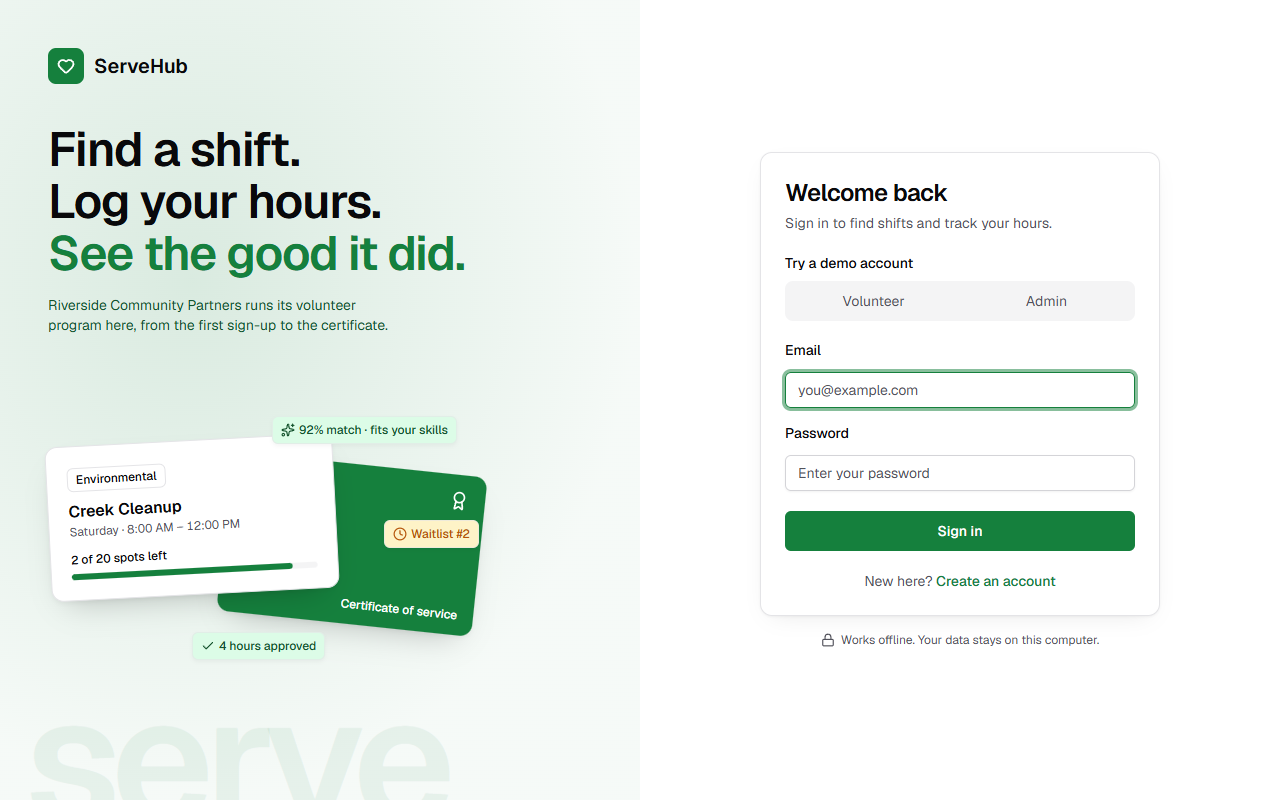 ServeHub
Find a shift.
Log your hours.
See the good it did.
Riverside Community Partners runs its volunteer
program here, from the first sign-up to the certificate.
92% match · fits your skills
Environmental
Creek Cleanup
Saturday · 8:00 AM – 12:00 PM
2 of 20 spots left
Waitlist #2
Certificate of service
4 hours approved
serve
Welcome back
Sign in to find shifts and track your hours.
Try a demo account
Volunteer
Admin
Email
you@example.com
Password
Enter your password
Sign in
New here? Create an account
Works offline. Your data stays on this computer.